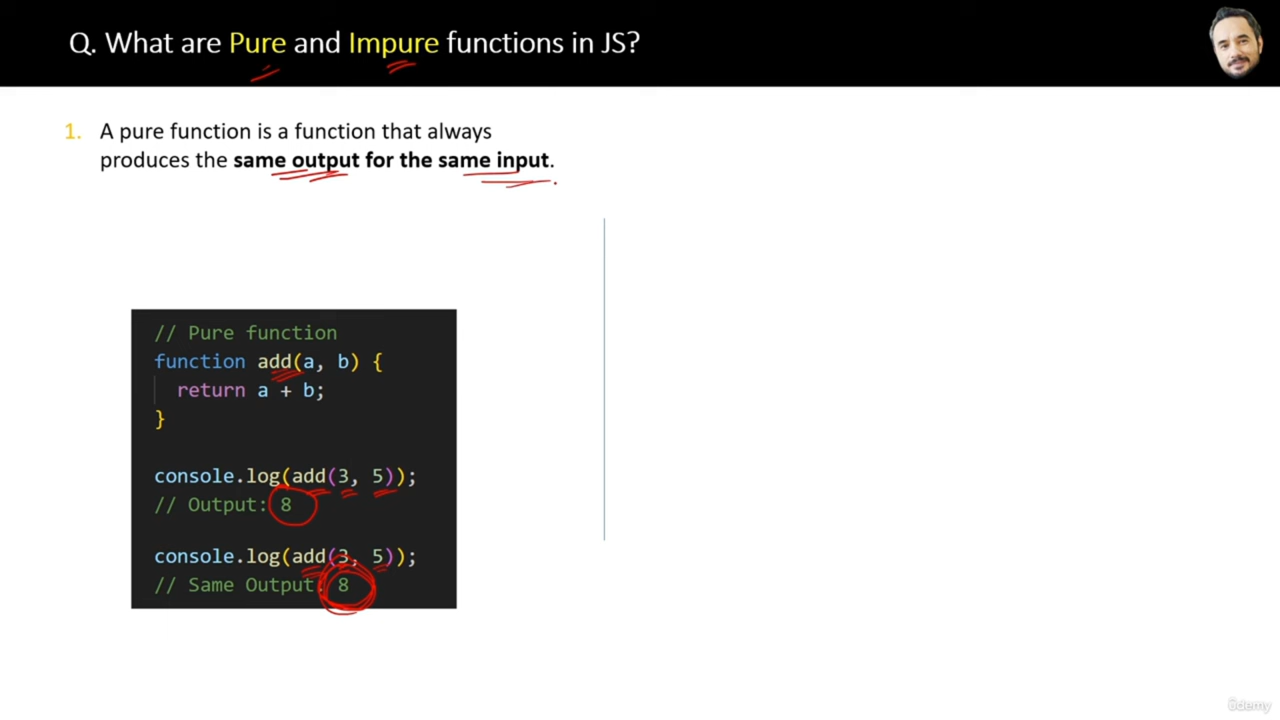 Q. What are Pure and Impure functions in JS?
1. A pure function is a function that always
produces the same output for the same input.
// Pure function
function add(a, b) {
return a + b;
}
console.log(add(3, 5));
// Output: 8
console.log(add(3, 5));
// Same Output: 8
ûdemy